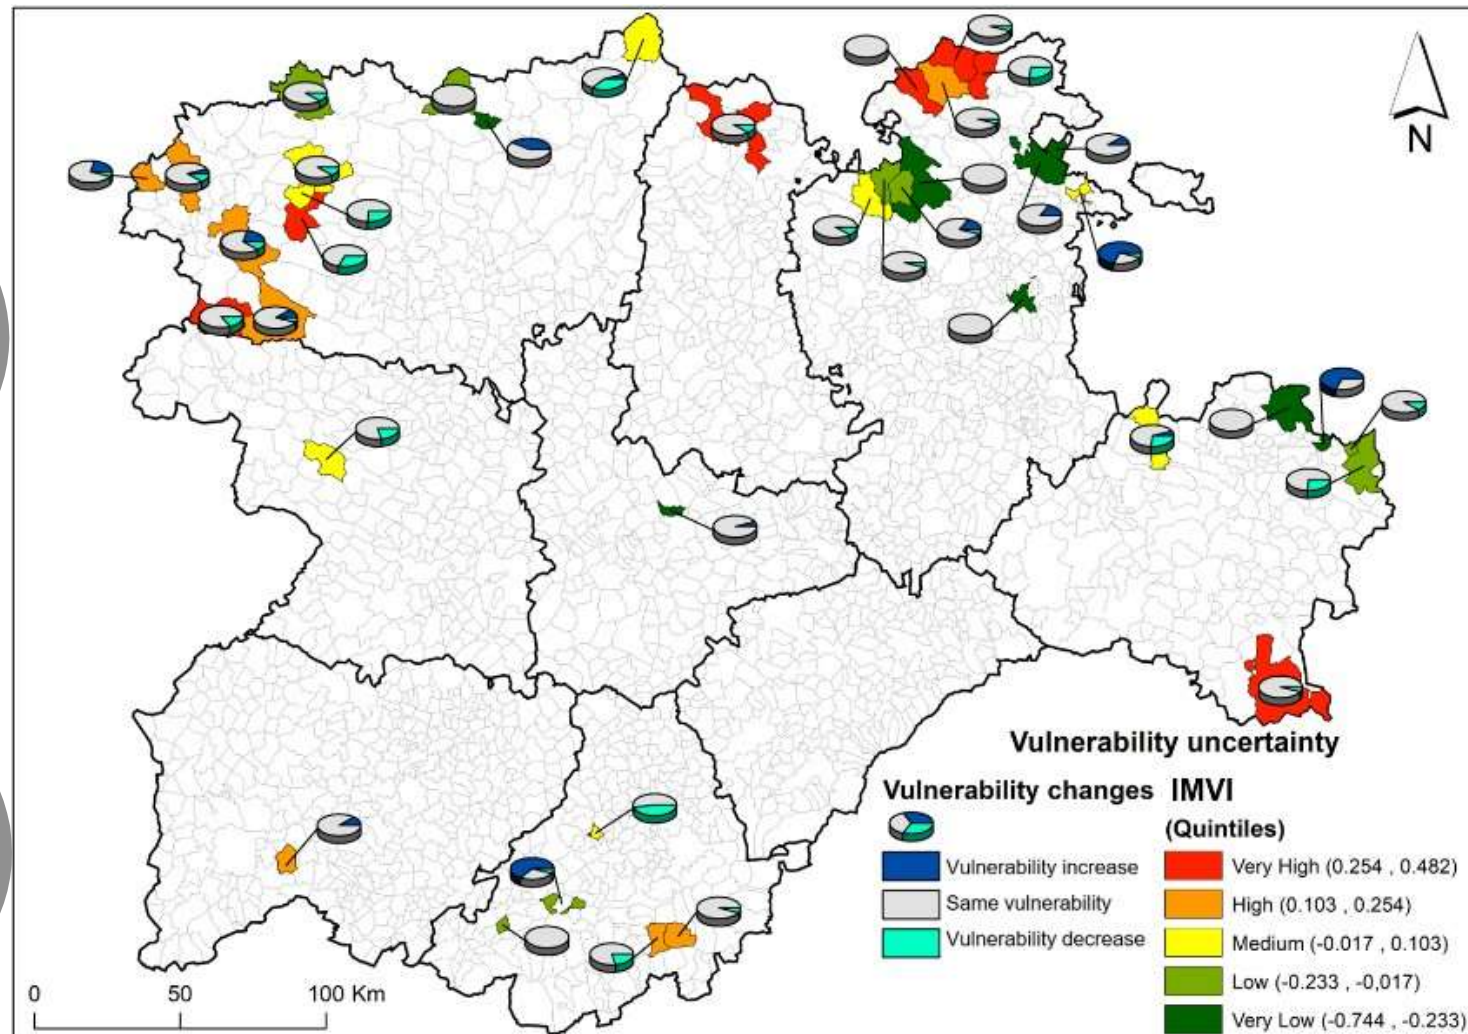 N
Vulnerability uncertainty
Vulnerability changes
IMVI
(Quintiles)
Vulnerability increase
Same vulnerability
Vulnerability decrease
Very High (0.254 , 0.482)
High (0.103 , 0.254)
Medium (-0.017 , 0.103)
Low (-0.233 , -0,017)
Very Low (-0.744 , -0.233)
0 50 100 Km